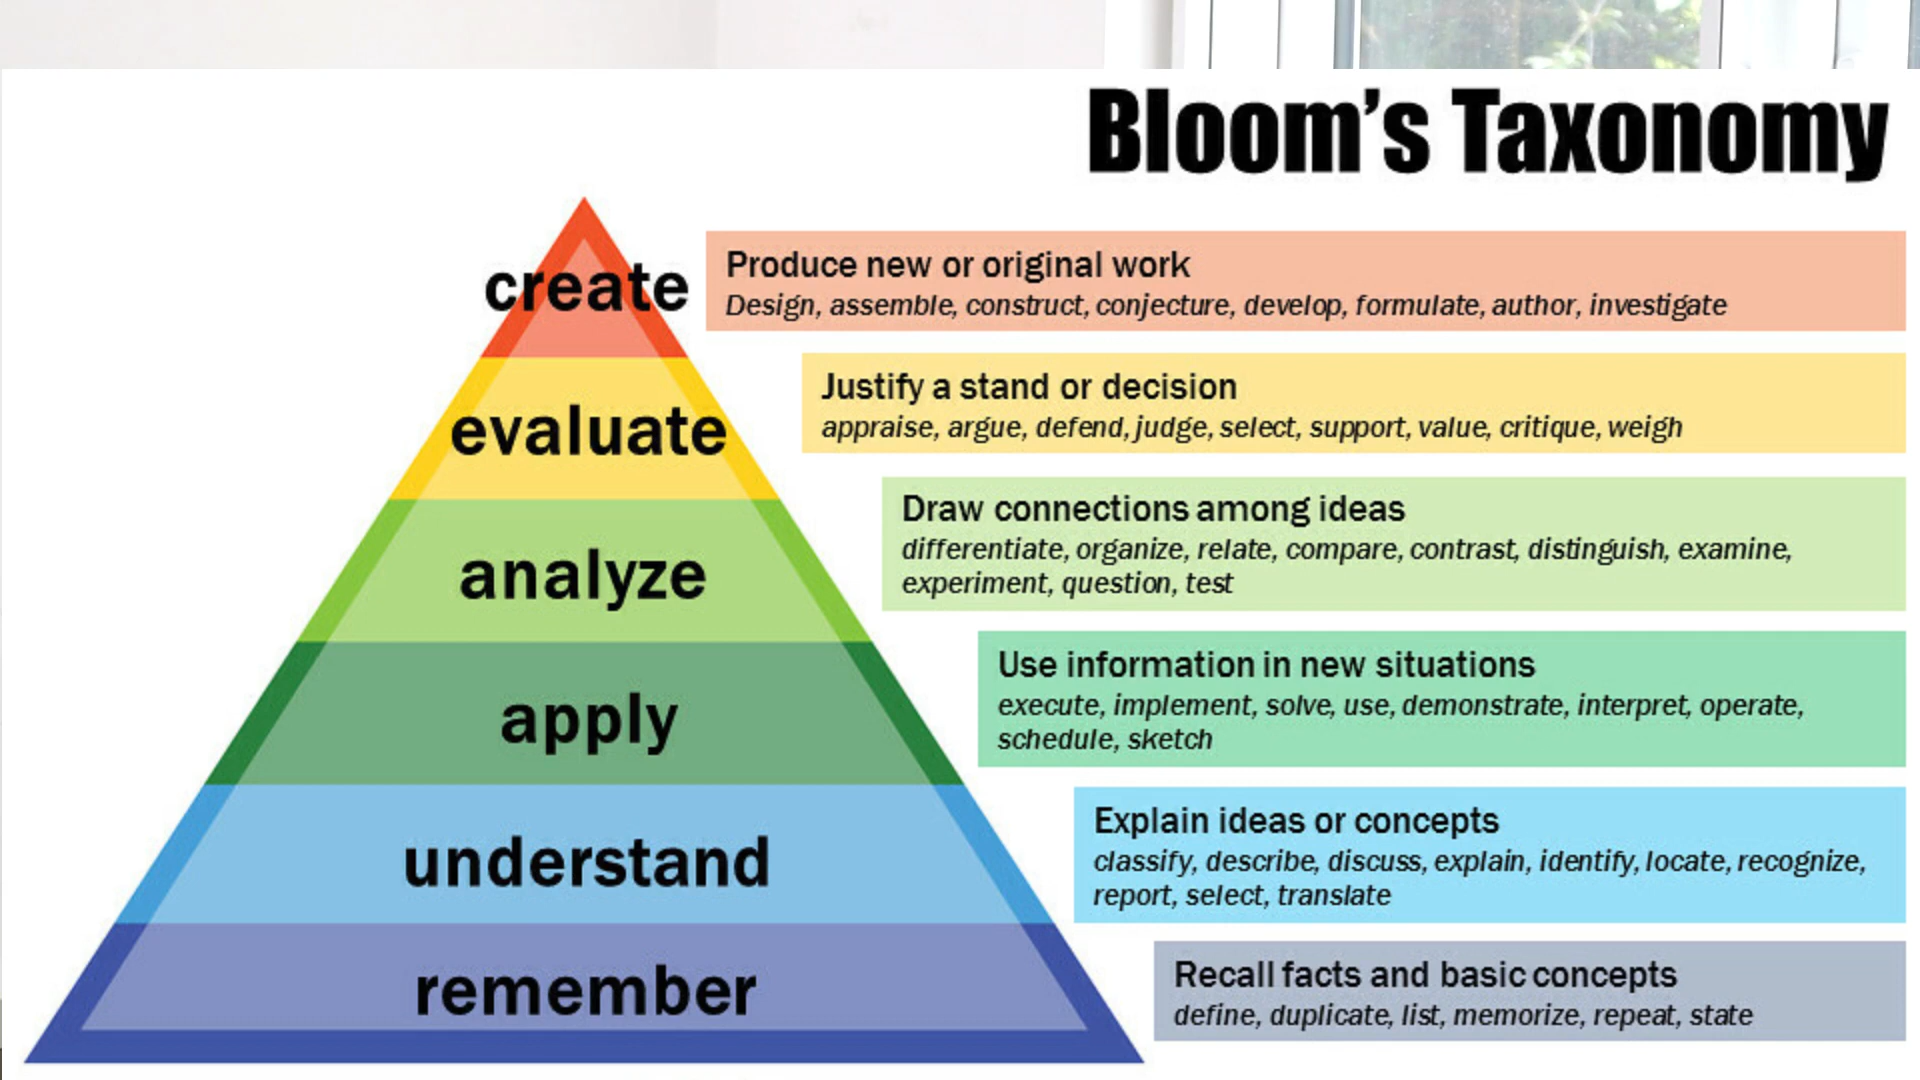 Bloom's Taxonomy
create
Produce new or original work
Design, assemble, construct, conjecture, develop, formulate, author, investigate
evaluate
Justify a stand or decision
appraise, argue, defend, judge, select, support, value, critique, weigh
analyze
Draw connections among ideas
differentiate, organize, relate, compare, contrast, distinguish, examine,
experiment, question, test
apply
Use information in new situations
execute, implement, solve, use, demonstrate, interpret, operate,
schedule, sketch
understand
Explain ideas or concepts
classify, describe, discuss, explain, identify, locate, recognize,
report, select, translate
remember
Recall facts and basic concepts
define, duplicate, list, memorize, repeat, state